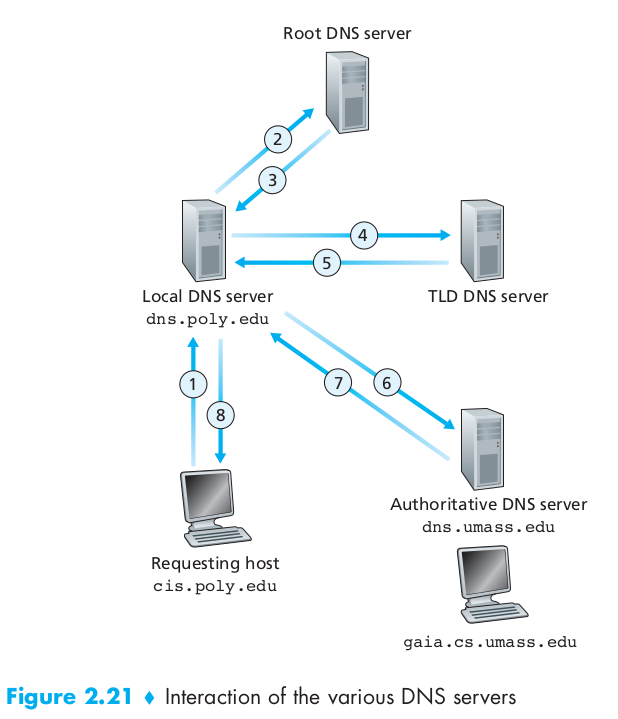 Root DNS server
2
3
4
5
Local DNS server
dns.poly.edu
TLD DNS server
1
8
7
6
Authoritative DNS server
dns.umass.edu
Requesting host
cis.poly.edu
gaia.cs.umass.edu
Figure 2.21 ♦ Interaction of the various DNS servers